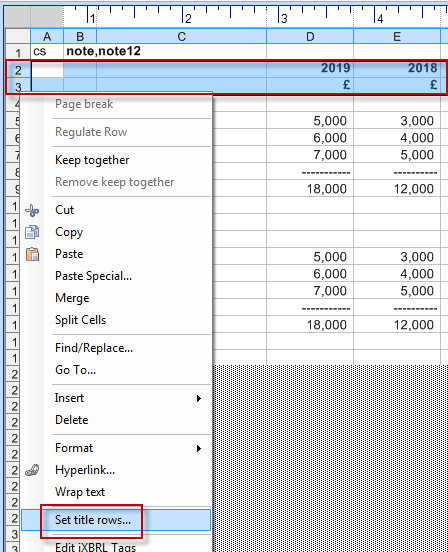 1 2 3 4
A B C D E
1 cs note,note12
2 2019 2018
3 £ £
4 Page break
5 5,000 3,000
Regulate Row
6 6,000 4,000
7 Keep together 7,000 5,000
8 Remove keep together ----------- -----------
9 18,000 12,000
1 Cut
1 Copy
1 Paste
1 Paste Special... 5,000 3,000
1 Merge 6,000 4,000
1 Split Cells 7,000 5,000
1 ----------- -----------
1 Find/Replace... 18,000 12,000
1 Go To...
1
2 Insert
2 Delete
2
2 Format
2 Hyperlink...
2 Wrap text
2
2 Set title rows...
2 Edit iXBRL Tags